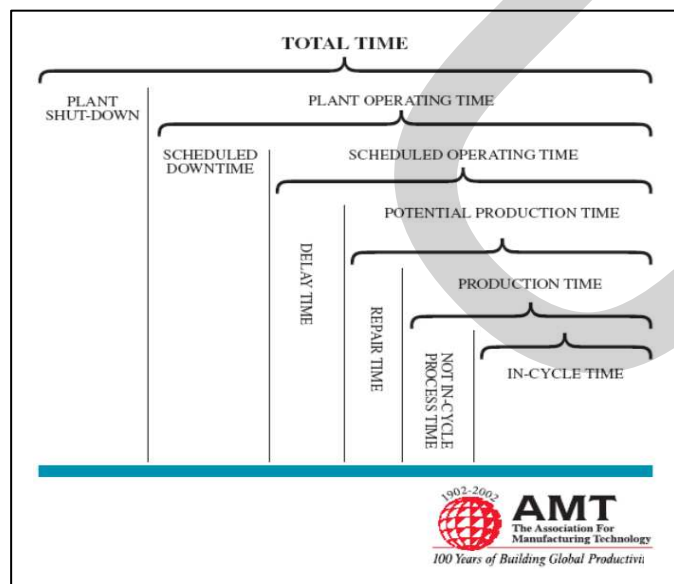 TOTAL TIME
PLANT
SHUT-DOWN
PLANT OPERATING TIME
SCHEDULED
DOWNTIME
SCHEDULED OPERATING TIME
DELAY TIME
POTENTIAL PRODUCTION TIME
REPAIR TIME
PRODUCTION TIME
NOT IN-CYCLE
PROCESS TIME
IN-CYCLE TIME
1902-2002
AMT
The Association For
Manufacturing Technology
100 Years of Building Global Productivi